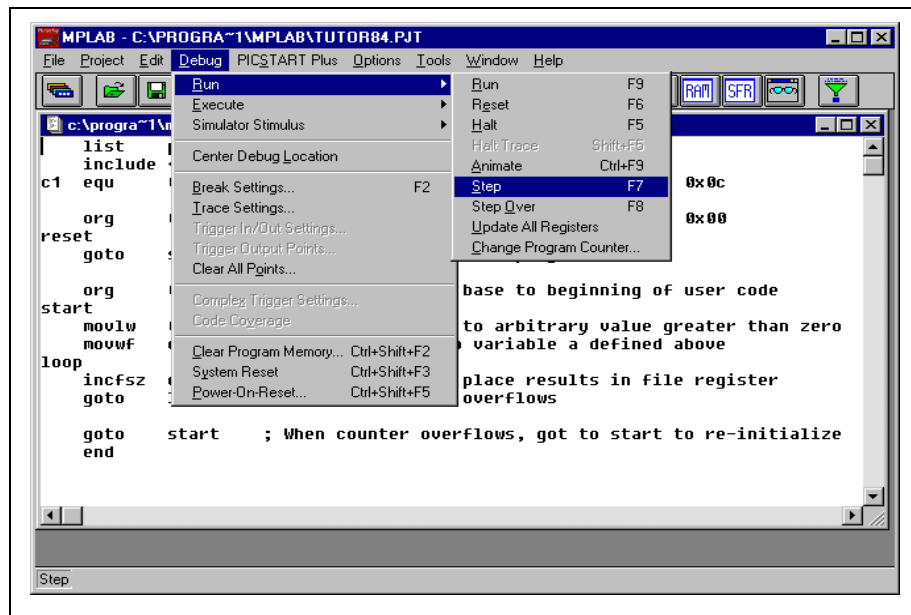 MPLAB - C:\PROGRA~1\MPLAB\TUTOR84.PJT
File Project Edit Debug PICSTART Plus Options Tools Window Help
RAM SFR
c:\progra~1\
Run
Execute
Simulator Stimulus
Center Debug Location
Break Settings... F2
Trace Settings...
Trigger In/Out Settings...
Trigger Output Points...
Clear All Points...
Complex Trigger Settings...
Code Coverage
Clear Program Memory... Ctrl+Shift+F2
System Reset Ctrl+Shift+F3
Power-On-Reset... Ctrl+Shift+F5
Run F9
Reset F6
Halt F5
Halt Trace Shift+F5
Animate Ctrl+F9
Step F7
Step Over F8
Update All Registers
Change Program Counter...
list
include <
c1 equ 0x0c
org 0x00
reset
goto
org base to beginning of user code
start
movlw to arbitrary value greater than zero
movwf variable a defined above
loop
incfsz place results in file register
goto overflows
goto start ; When counter overflows, got to start to re-initialize
end
Step